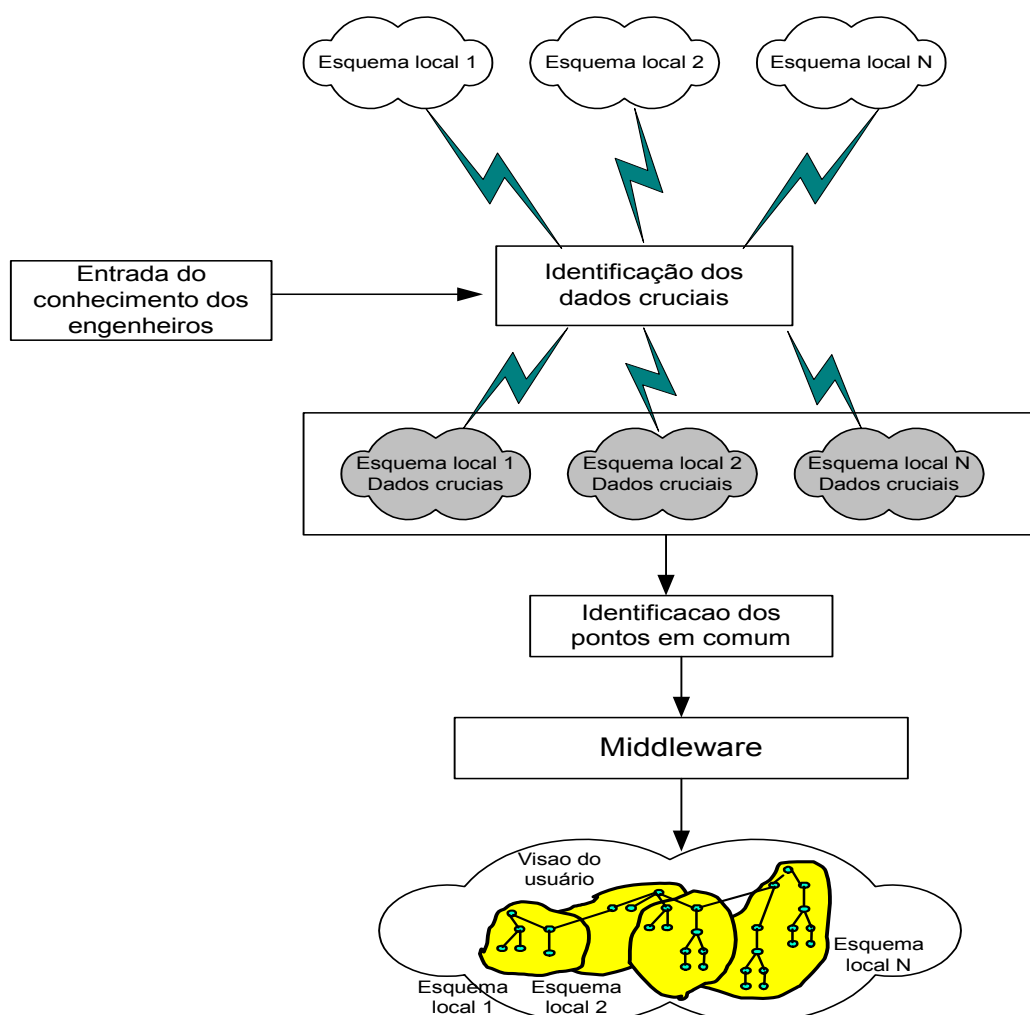 Esquema local 1
Esquema local 2
Esquema local N
Entrada do
conhecimento dos
engenheiros
Identificação dos
dados cruciais
Esquema local 1
Dados crucias
Esquema local 2
Dados cruciais
Esquema local N
Dados cruciais
Identificacao dos
pontos em comum
Middleware
Visao do
usuário
Esquema
local N
Esquema
local 1
Esquema
local 2